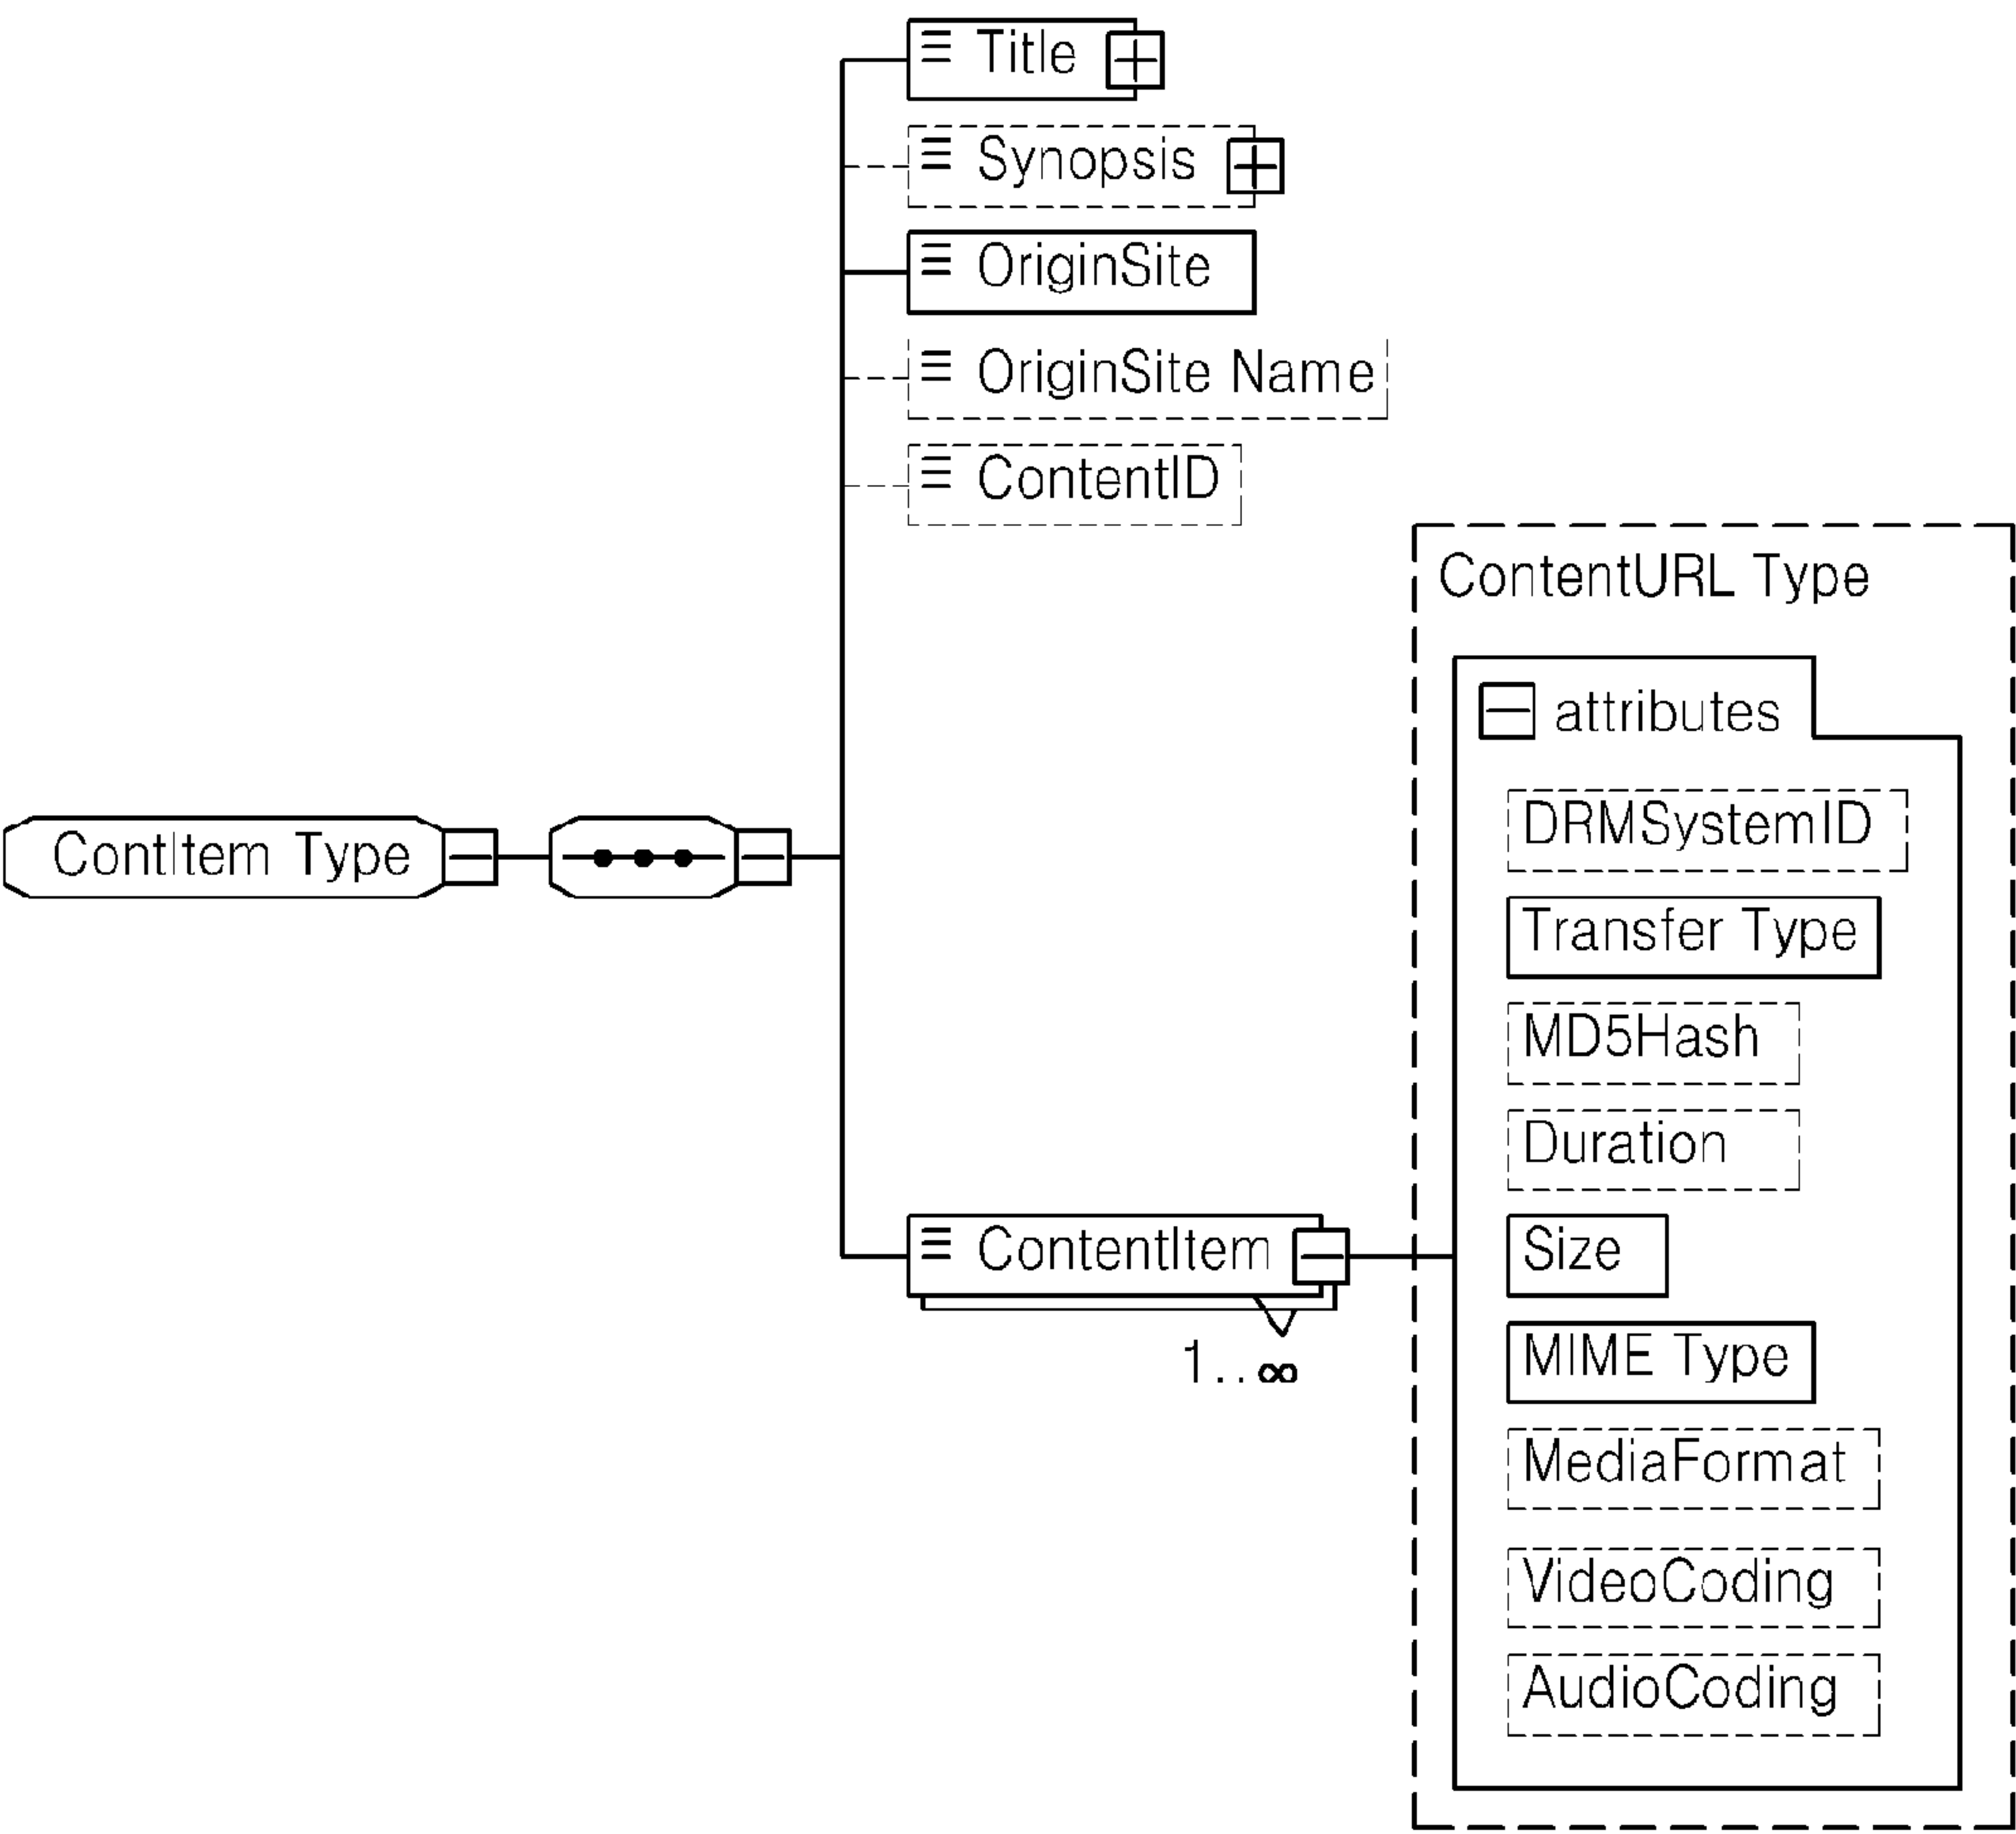 Title
Synopsis
OriginSite
OriginSite Name
ContentID
ContentURL Type
attributes
DRMSystemID
ContItem Type
Transfer Type
MD5Hash
Duration
ContentItem
Size
1..∞
MIME Type
MediaFormat
VideoCoding
AudioCoding